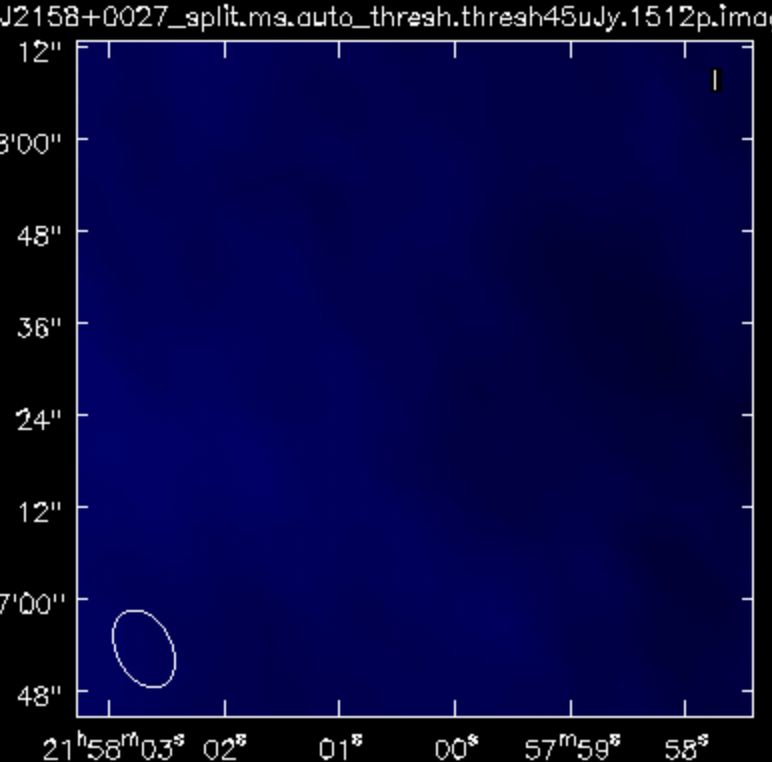 J2158+0027_split.ms.auto_thresh.thresh45uJy.1512p.imag
I
12"
8'00"
48"
36"
24"
12"
7'00"
48"
21ʰ58ᵐ03ˢ 02ˢ 01ˢ 00ˢ 57ᵐ59ˢ 58ˢ